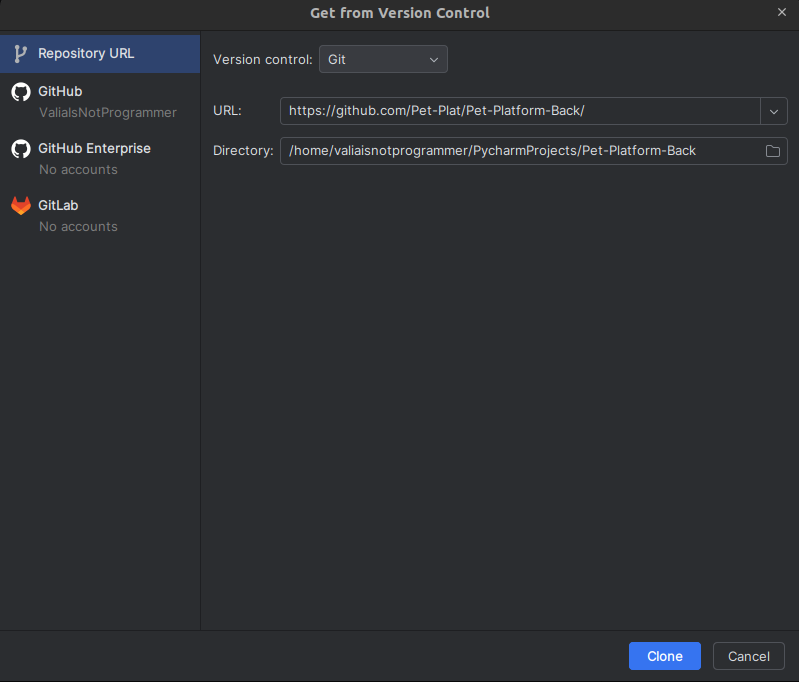 Get from Version Control
Repository URL
GitHub
ValiaIsNotProgrammer
GitHub Enterprise
No accounts
GitLab
No accounts
Version control: Git
URL: https://github.com/Pet-Plat/Pet-Platform-Back/
Directory: /home/valiaisnotprogrammer/PycharmProjects/Pet-Platform-Back
Clone Cancel